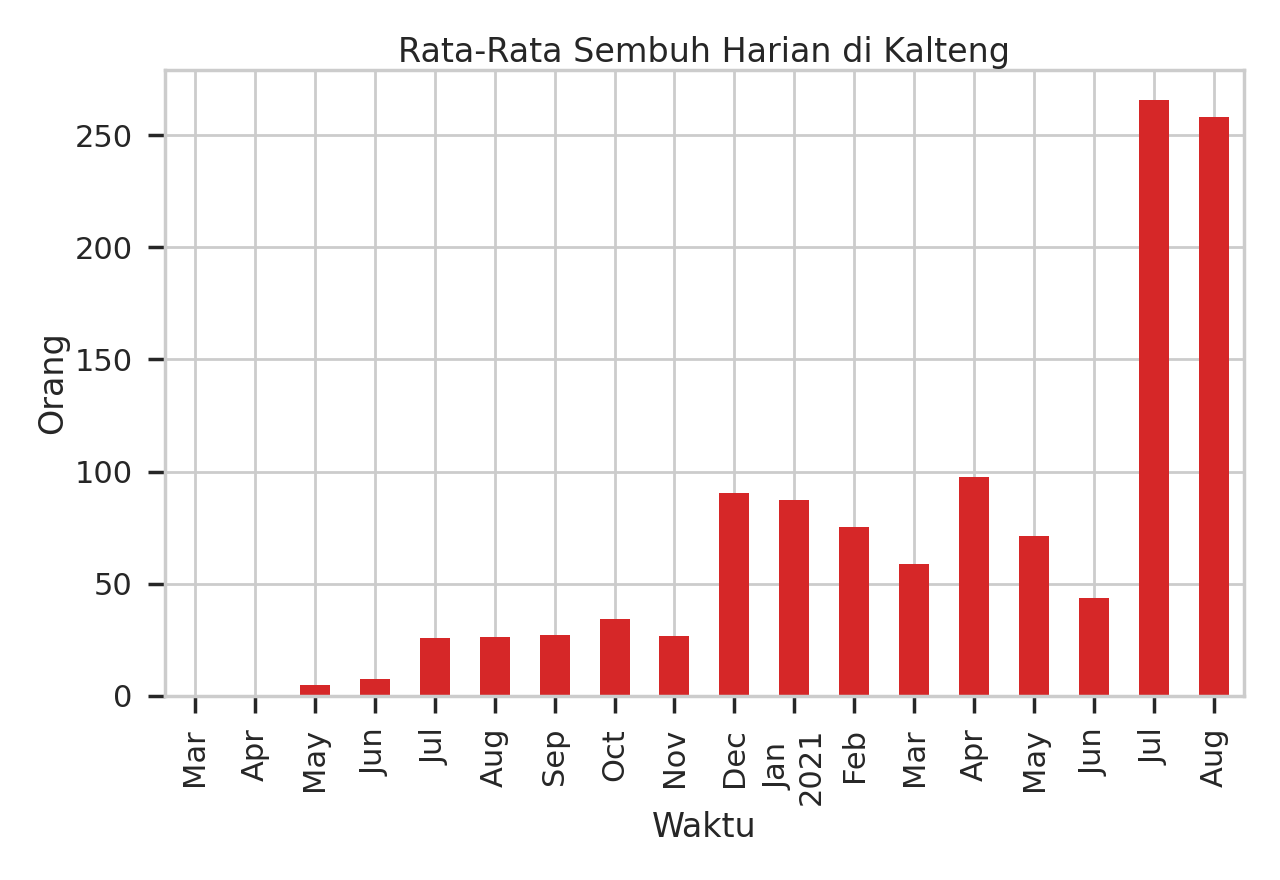 Rata-Rata Sembuh Harian di Kalteng
Orang
250
200
150
100
50
0
Mar
Apr
May
Jun
Jul
Aug
Sep
Oct
Nov
Dec
Jan
2021
Feb
Mar
Apr
May
Jun
Jul
Aug
Waktu